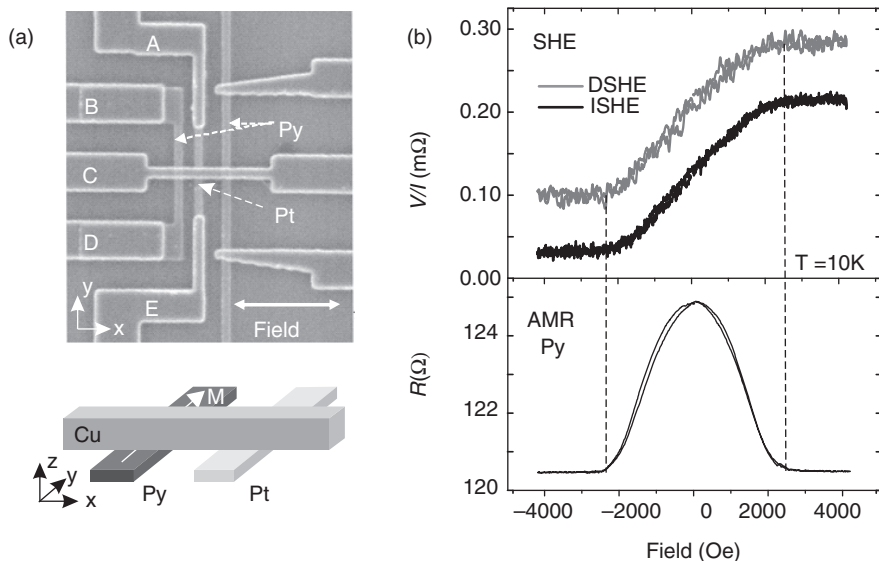 (a)
A
B
Py
C
Pt
D
y
E
x
Field
M
Cu
z
y
x
Py
Pt
(b)
0.30
SHE
DSHE
ISHE
0.20
V/I (mΩ)
0.10
T =10K
0.00
AMR
Py
124
R(Ω)
122
120
–4000 –2000 0 2000 4000
Field (Oe)